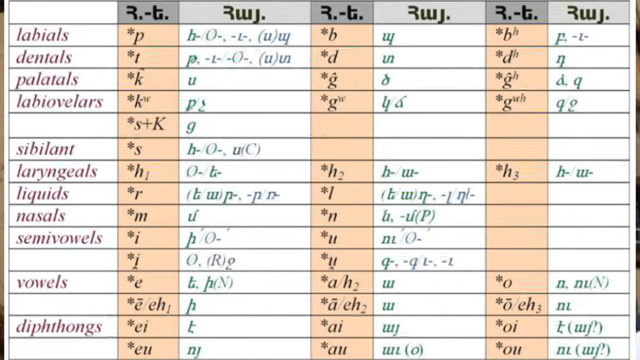 Հ.-ե. Հայ. Հ.-ե. Հայ. Հ.-ե. Հայ.
labials *p հ-/O-, -ւ-, (ս)պ *b պ *bʰ բ, -ւ-
dentals *t թ, -ւ-/-O-, (ս)տ *d տ *dʰ դ
palatals *k̂ ս *ĝ ծ *ĝʰ ձ, զ
labiovelars *kʷ ք չ *gʷ կ/ճ *gʷʰ գ ջ
*s+K ց
sibilant *s հ-/O-, ս(C)
laryngeals *h₁ O-/ե- *h₂ հ-/ա- *h₃ հ-/ա-
liquids *r (ե/ա)ր-, -ր/ռ- *l (ե/ա)ղ-, -լ/ղ/-
nasals *m մ *n ն, -մ(P)
semivowels *i ի՛/O-՛ *u ու՛/O-՛
*i̯ O, (R)ջ *u̯ գ-, -գ/ւ-, -ւ
vowels *e ե, ի(N) *a/h₂ ա *o ո, ու(N)
*ē/eh₁ ի *ā/eh₂ ա *ō/eh₃ ու
diphthongs *ei է *ai այ *oi է (այ?)
*eu ոյ *au աւ (օ) *ou ու (այ?)